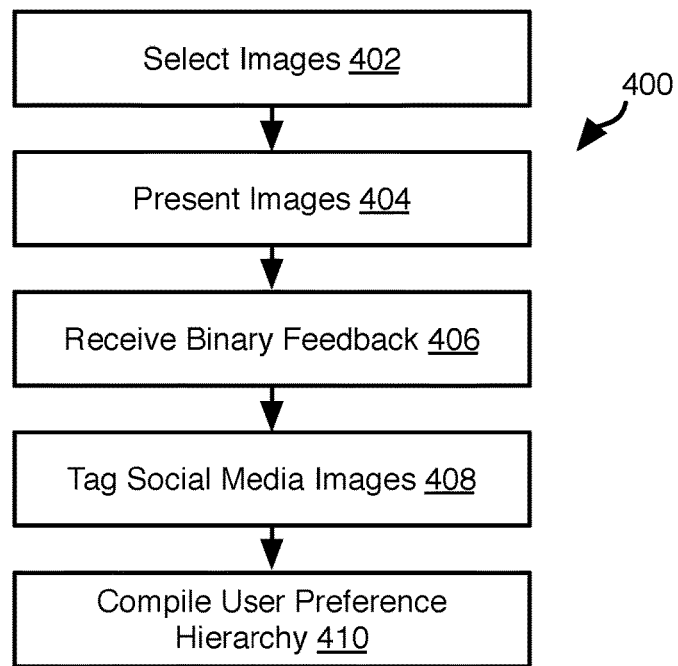 Select Images 402
400
Present Images 404
Receive Binary Feedback 406
Tag Social Media Images 408
Compile User Preference
Hierarchy 410